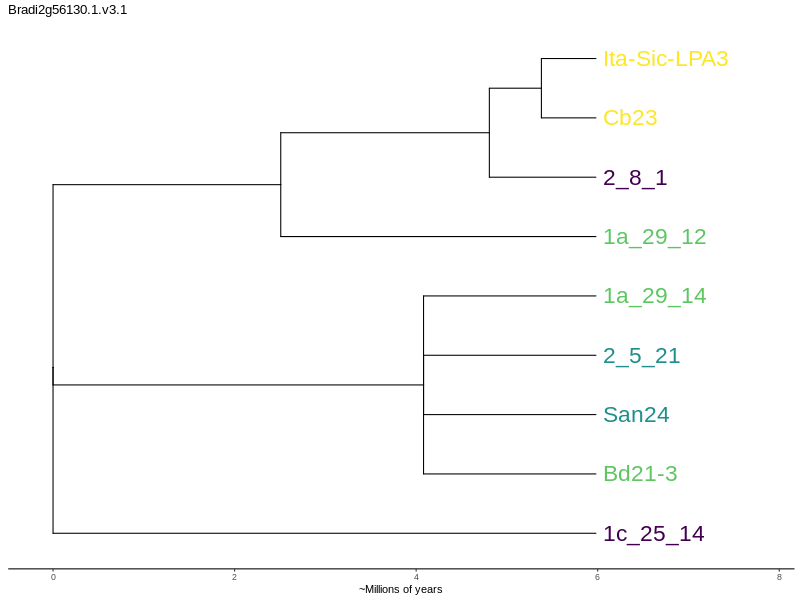 Bradi2g56130.1.v3.1
Ita-Sic-LPA3
Cb23
2_8_1
1a_29_12
1a_29_14
2_5_21
San24
Bd21-3
1c_25_14
0 2 4 6 8
~Millions of years